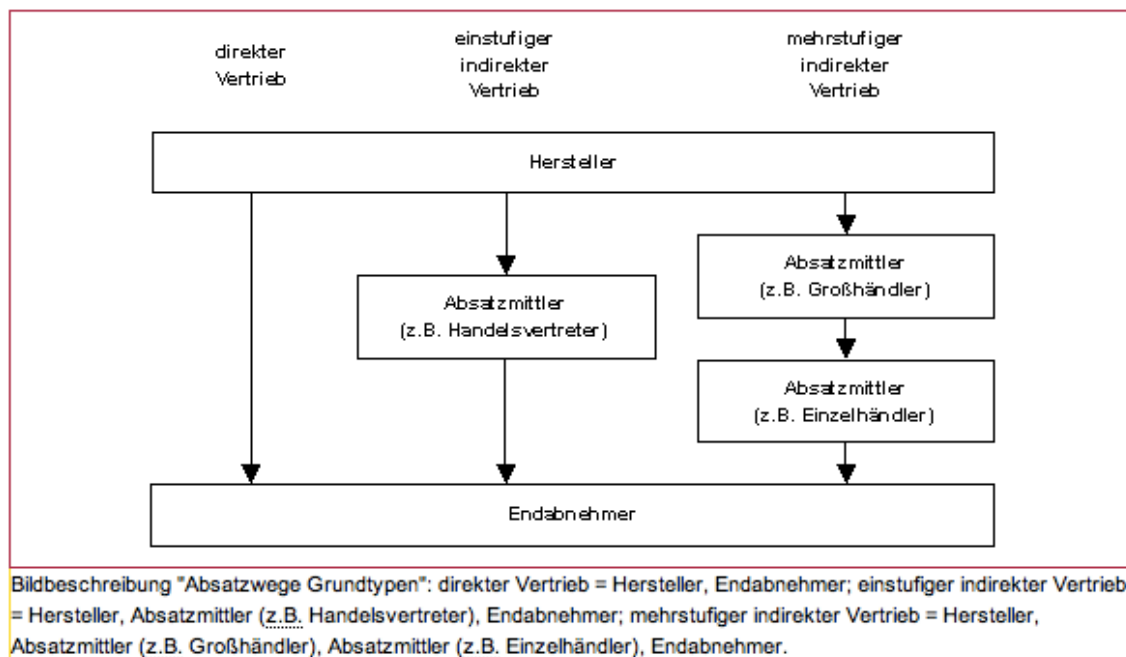 direkter
Vertrieb
einstufiger
indirekter
Vertrieb
mehrstufiger
indirekter
Vertrieb
Hersteller
Absatzmittler
(z.B. Handelsvertreter)
Absatzmittler
(z.B. Großhändler)
Absatzmittler
(z.B. Einzelhändler)
Endabnehmer
Bildbeschreibung "Absatzwege Grundtypen": direkter Vertrieb = Hersteller, Endabnehmer; einstufiger indirekter Vertrieb
= Hersteller, Absatzmittler (z.B. Handelsvertreter), Endabnehmer; mehrstufiger indirekter Vertrieb = Hersteller,
Absatzmittler (z.B. Großhändler), Absatzmittler (z.B. Einzelhändler), Endabnehmer.